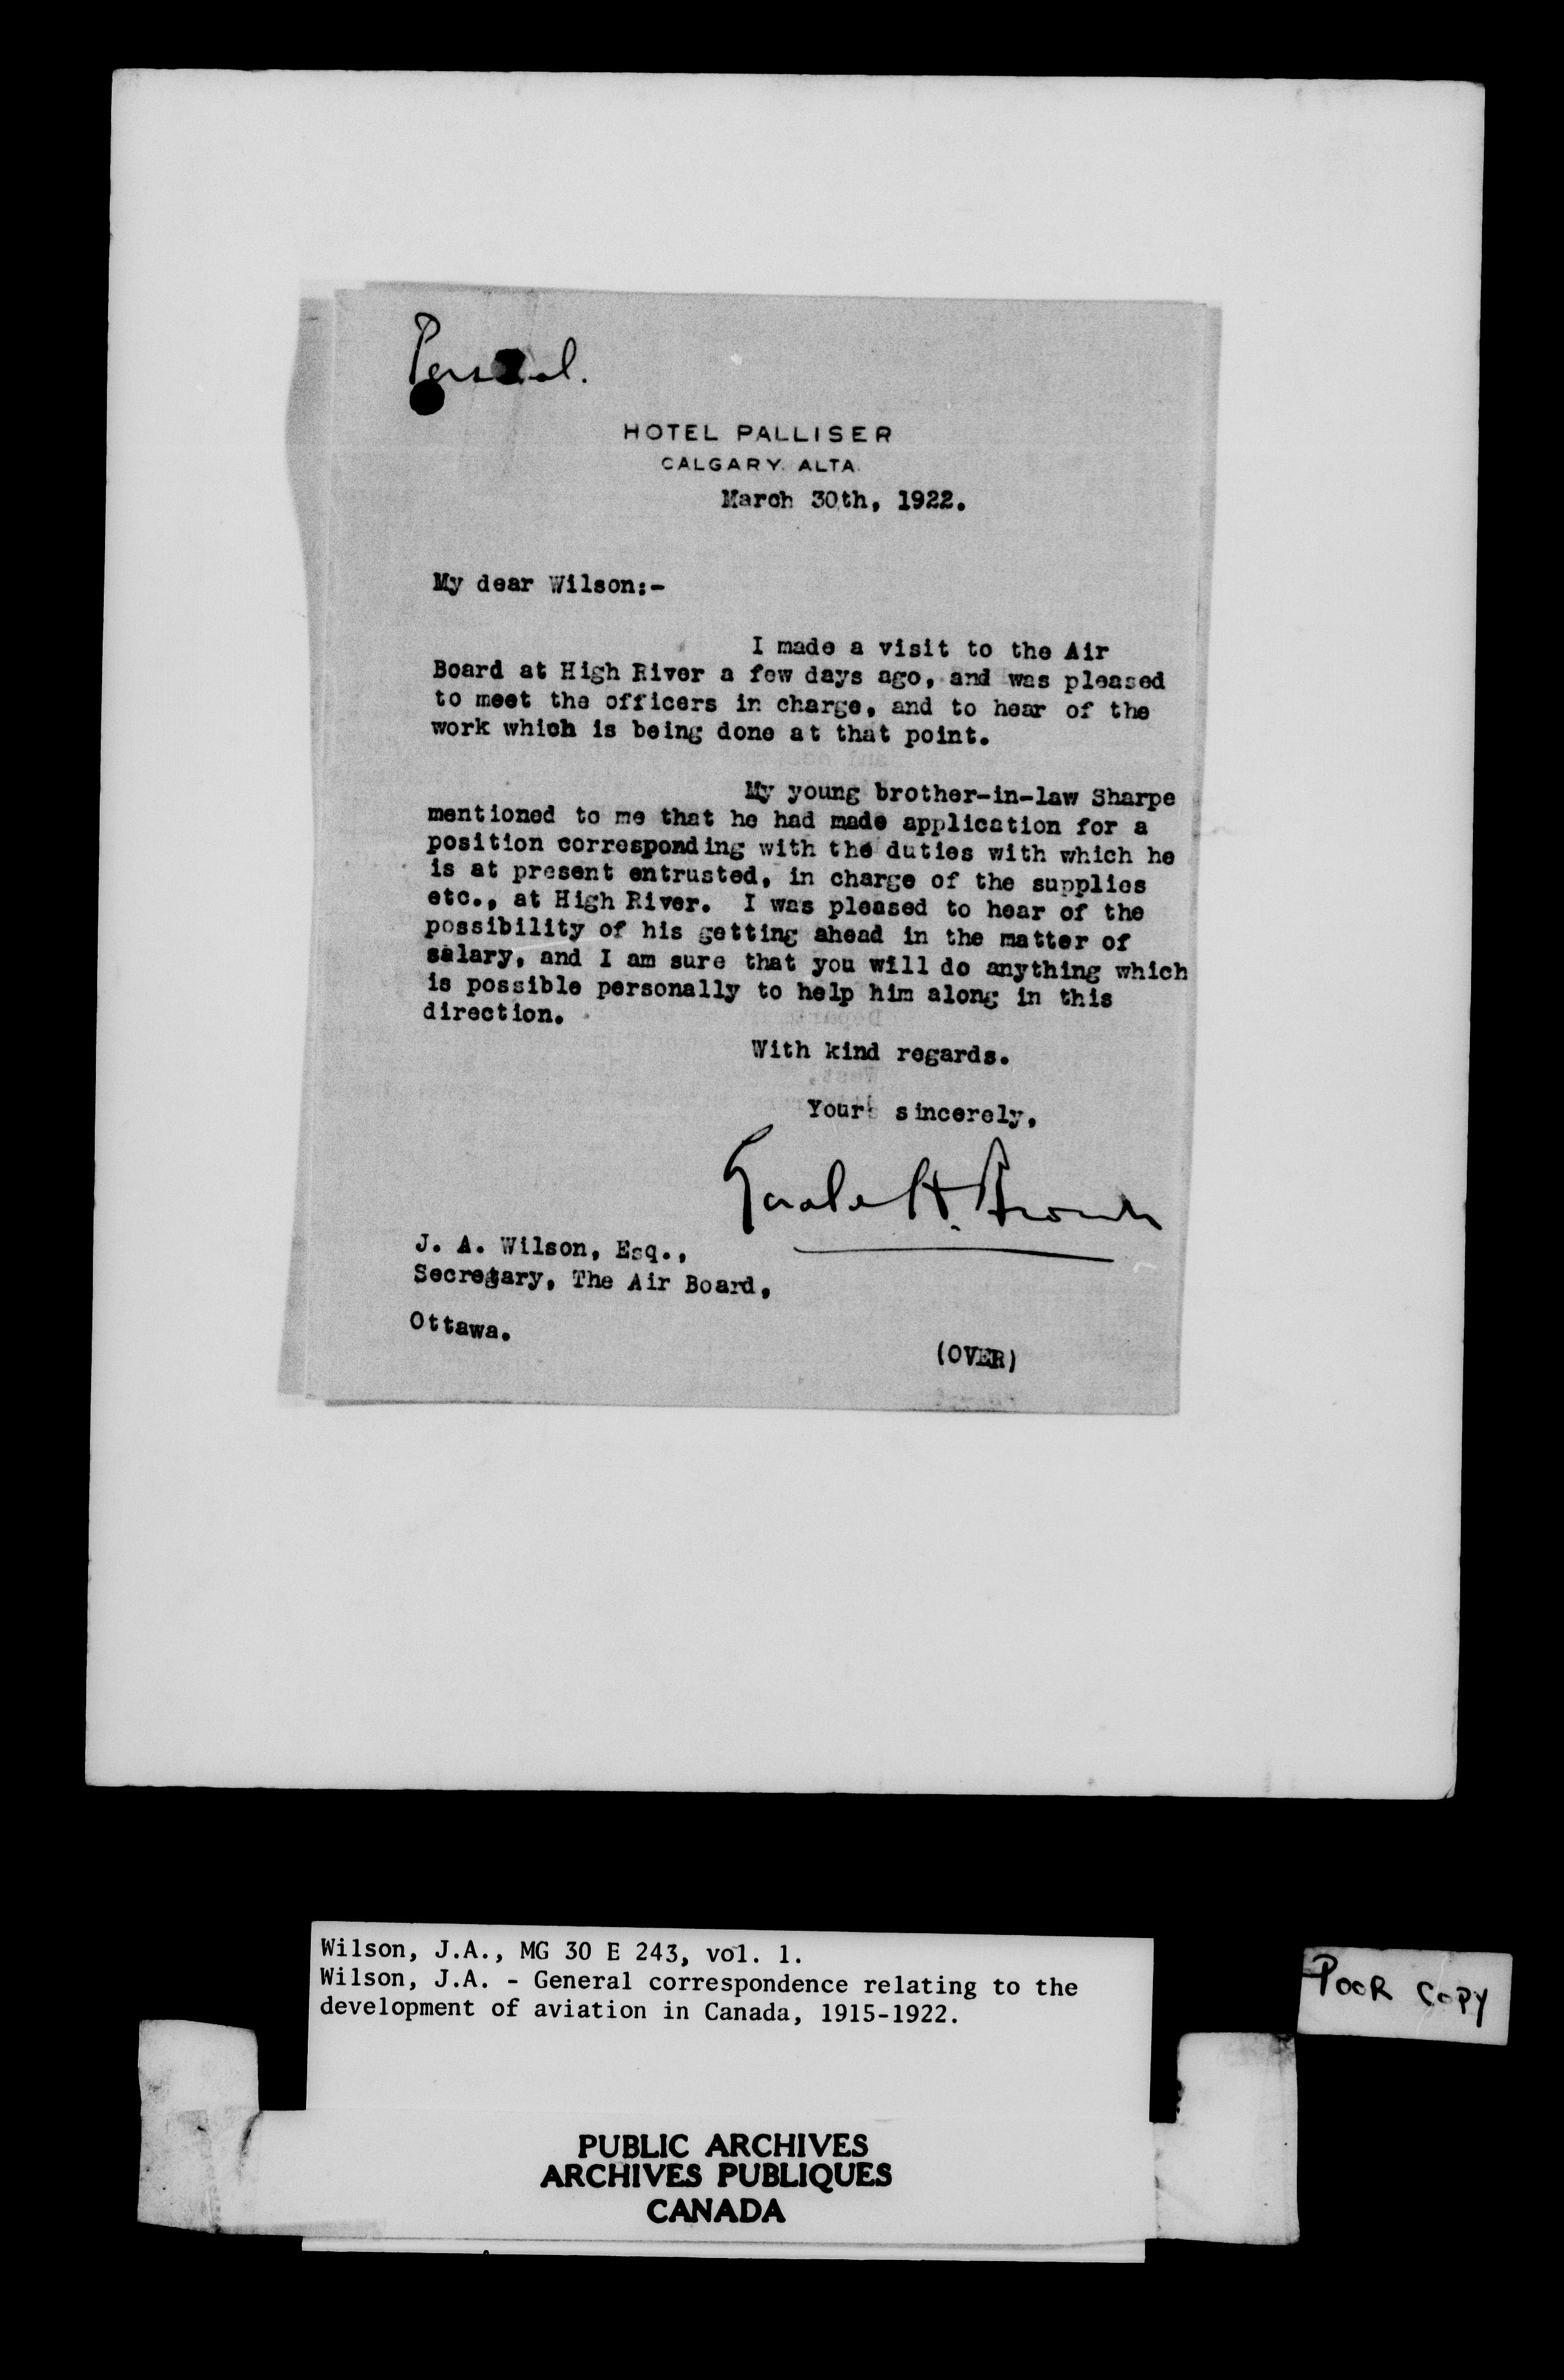 Personal.
HOTEL PALLISER
CALGARY. ALTA.
March 30th, 1922.
My dear Wilson:-
I made a visit to the Air
Board at High River a few days ago, and was pleased
to meet the officers in charge, and to hear of the
work which is being done at that point.
My young brother-in-law Sharpe
mentioned to me that he had made application for a
position corresponding with the duties with which he
is at present entrusted, in charge of the supplies
etc., at High River. I was pleased to hear of the
possibility of his getting ahead in the matter of
salary, and I am sure that you will do anything which
is possible personally to help him along in this
direction.
With kind regards.
Yours sincerely,
H. Brown
J. A. Wilson, Esq.,
Secretary, The Air Board,
Ottawa.
(OVER)
Wilson, J.A., MG 30 E 243, vol. 1.
Wilson, J.A. - General correspondence relating to the
development of aviation in Canada, 1915-1922.
POOR COPY
PUBLIC ARCHIVES
ARCHIVES PUBLIQUES
CANADA